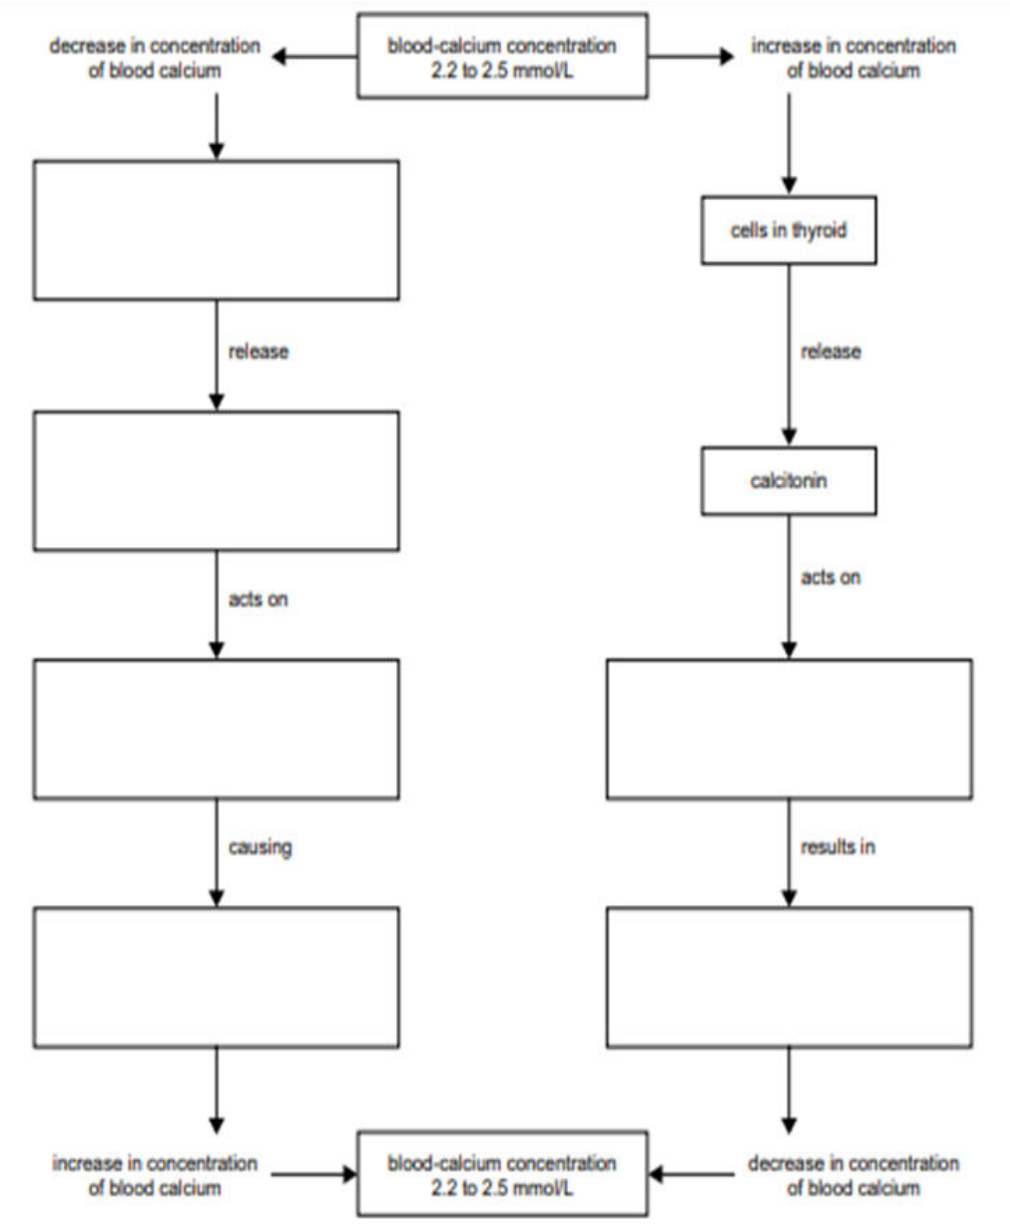 decrease in concentration
of blood calcium
blood-calcium concentration
2.2 to 2.5 mmol/L
increase in concentration
of blood calcium
cells in thyroid
release
release
calcitonin
acts on
acts on
causing
results in
increase in concentration
of blood calcium
blood-calcium concentration
2.2 to 2.5 mmol/L
decrease in concentration
of blood calcium